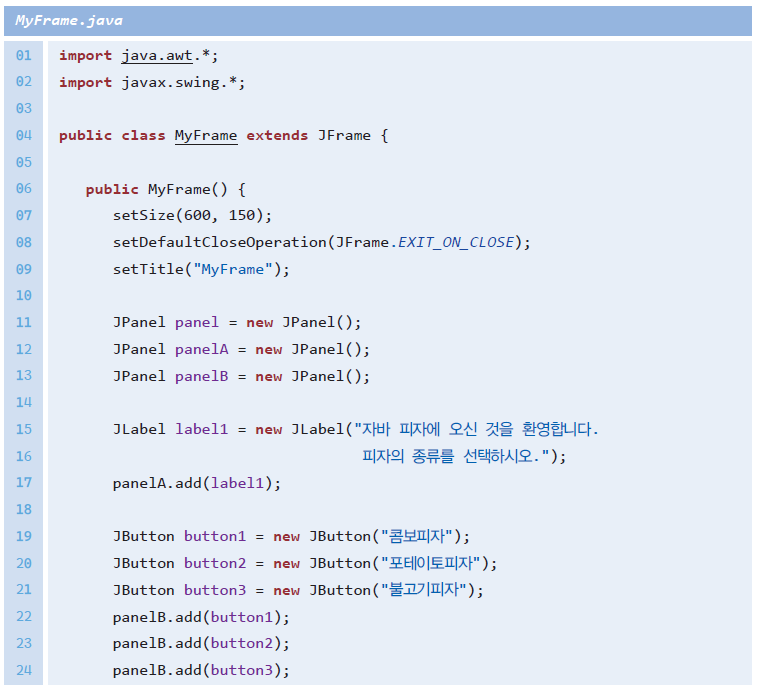 MyFrame.java
01 import java.awt.*;
02 import javax.swing.*;
03
04 public class MyFrame extends JFrame {
05
06 public MyFrame() {
07 setSize(600, 150);
08 setDefaultCloseOperation(JFrame.EXIT_ON_CLOSE);
09 setTitle("MyFrame");
10
11 JPanel panel = new JPanel();
12 JPanel panelA = new JPanel();
13 JPanel panelB = new JPanel();
14
15 JLabel label1 = new JLabel("자바 피자에 오신 것을 환영합니다.
16 피자의 종류를 선택하시오.");
17 panelA.add(label1);
18
19 JButton button1 = new JButton("콤보피자");
20 JButton button2 = new JButton("포테이토피자");
21 JButton button3 = new JButton("불고기피자");
22 panelB.add(button1);
23 panelB.add(button2);
24 panelB.add(button3);